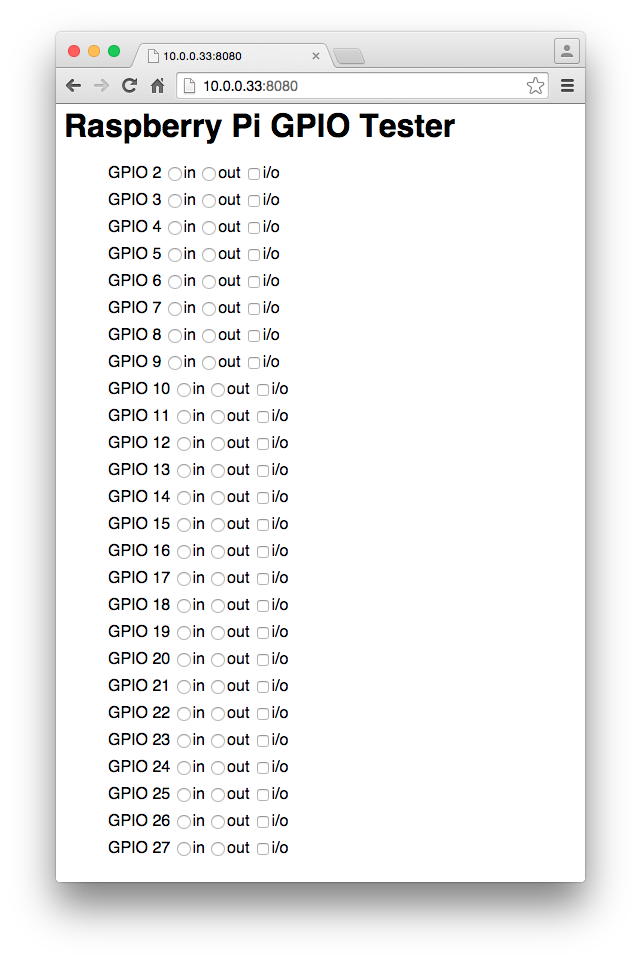 10.0.0.33:8080
10.0.0.33:8080
Raspberry Pi GPIO Tester
GPIO 2 in out i/o
GPIO 3 in out i/o
GPIO 4 in out i/o
GPIO 5 in out i/o
GPIO 6 in out i/o
GPIO 7 in out i/o
GPIO 8 in out i/o
GPIO 9 in out i/o
GPIO 10 in out i/o
GPIO 11 in out i/o
GPIO 12 in out i/o
GPIO 13 in out i/o
GPIO 14 in out i/o
GPIO 15 in out i/o
GPIO 16 in out i/o
GPIO 17 in out i/o
GPIO 18 in out i/o
GPIO 19 in out i/o
GPIO 20 in out i/o
GPIO 21 in out i/o
GPIO 22 in out i/o
GPIO 23 in out i/o
GPIO 24 in out i/o
GPIO 25 in out i/o
GPIO 26 in out i/o
GPIO 27 in out i/o